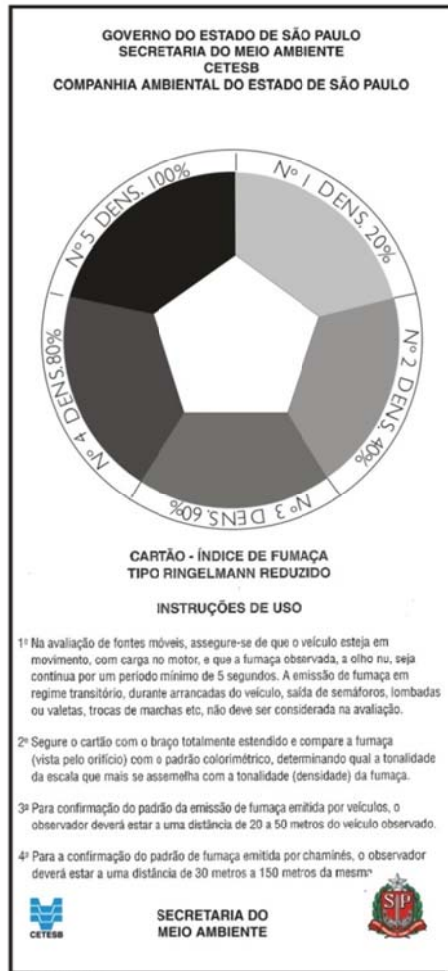 GOVERNO DO ESTADO DE SÃO PAULO
SECRETARIA DO MEIO AMBIENTE
CETESB
COMPANHIA AMBIENTAL DO ESTADO DE SÃO PAULO
Nº 1 DENS. 20%
Nº 2 DENS. 40%
Nº 3 DENS. 60%
Nº 4 DENS. 80%
Nº 5 DENS. 100%
CARTÃO - ÍNDICE DE FUMAÇA
TIPO RINGELMANN REDUZIDO
INSTRUÇÕES DE USO
1º Na avaliação de fontes móveis, assegure-se de que o veículo esteja em
movimento, com carga no motor, e que a fumaça observada, a olho nu, seja
contínua por um período mínimo de 5 segundos. A emissão de fumaça em
regime transitório, durante arrancadas do veículo, saída de semáforos, lombadas
ou valetas, trocas de marchas etc, não deve ser considerada na avaliação.
2º Segure o cartão com o braço totalmente estendido e compare a fumaça
(vista pelo orifício) com o padrão colorimétrico, determinando qual a tonalidade
da escala que mais se assemelha com a tonalidade (densidade) da fumaça.
3º Para confirmação do padrão da emissão de fumaça emitida por veículos, o
observador deverá estar a uma distância de 20 a 50 metros do veículo observado.
4º Para a confirmação do padrão de fumaça emitida por chaminés, o observador
deverá estar a uma distância de 30 metros a 150 metros da mesma
CETESB
SECRETARIA DO
MEIO AMBIENTE
SP